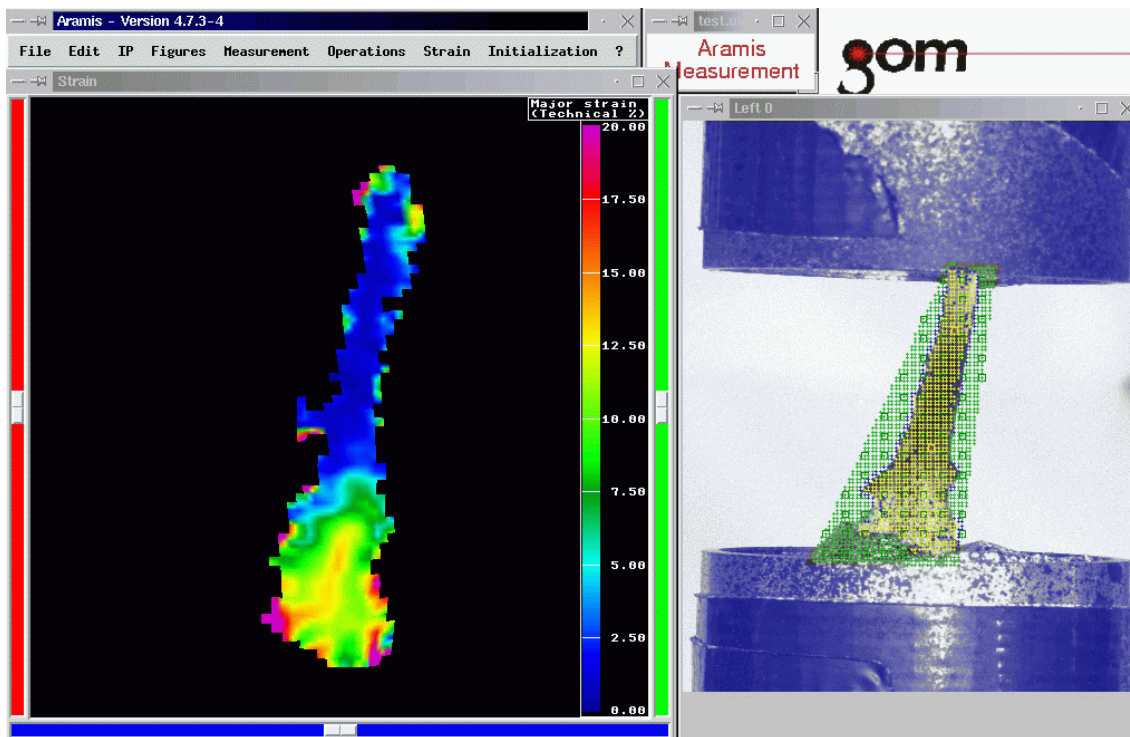 Aramis - Version 4.7.3-4
File Edit IP Figures Measurement Operations Strain Initialization ?
Strain
Major strain
(Technical %)
20.00
17.50
15.00
12.50
10.00
7.50
5.00
2.50
0.00
Aramis
Measurement
gom
Left 0